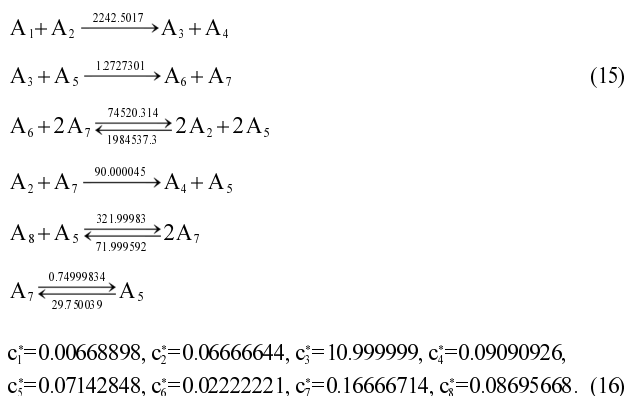 A₁+A₂ —2242.5017→ A₃+A₄
A₃+A₅ —1.2727301→ A₆+A₇ (15)
A₆+2A₇ ⇄ 2A₂+2A₅ 74520.314 1984537.3
A₂+A₇ —90.000045→ A₄+A₅
A₈+A₅ ⇄ 2A₇ 321.99983 71.999592
A₇ ⇄ A₅ 0.74999834 29.750039
c₁*=0.00668898, c₂*=0.06666644, c₃*=10.999999, c₄*=0.09090926,
c₅*=0.07142848, c₆*=0.02222221, c₇*=0.16666714, c₈*=0.08695668. (16)